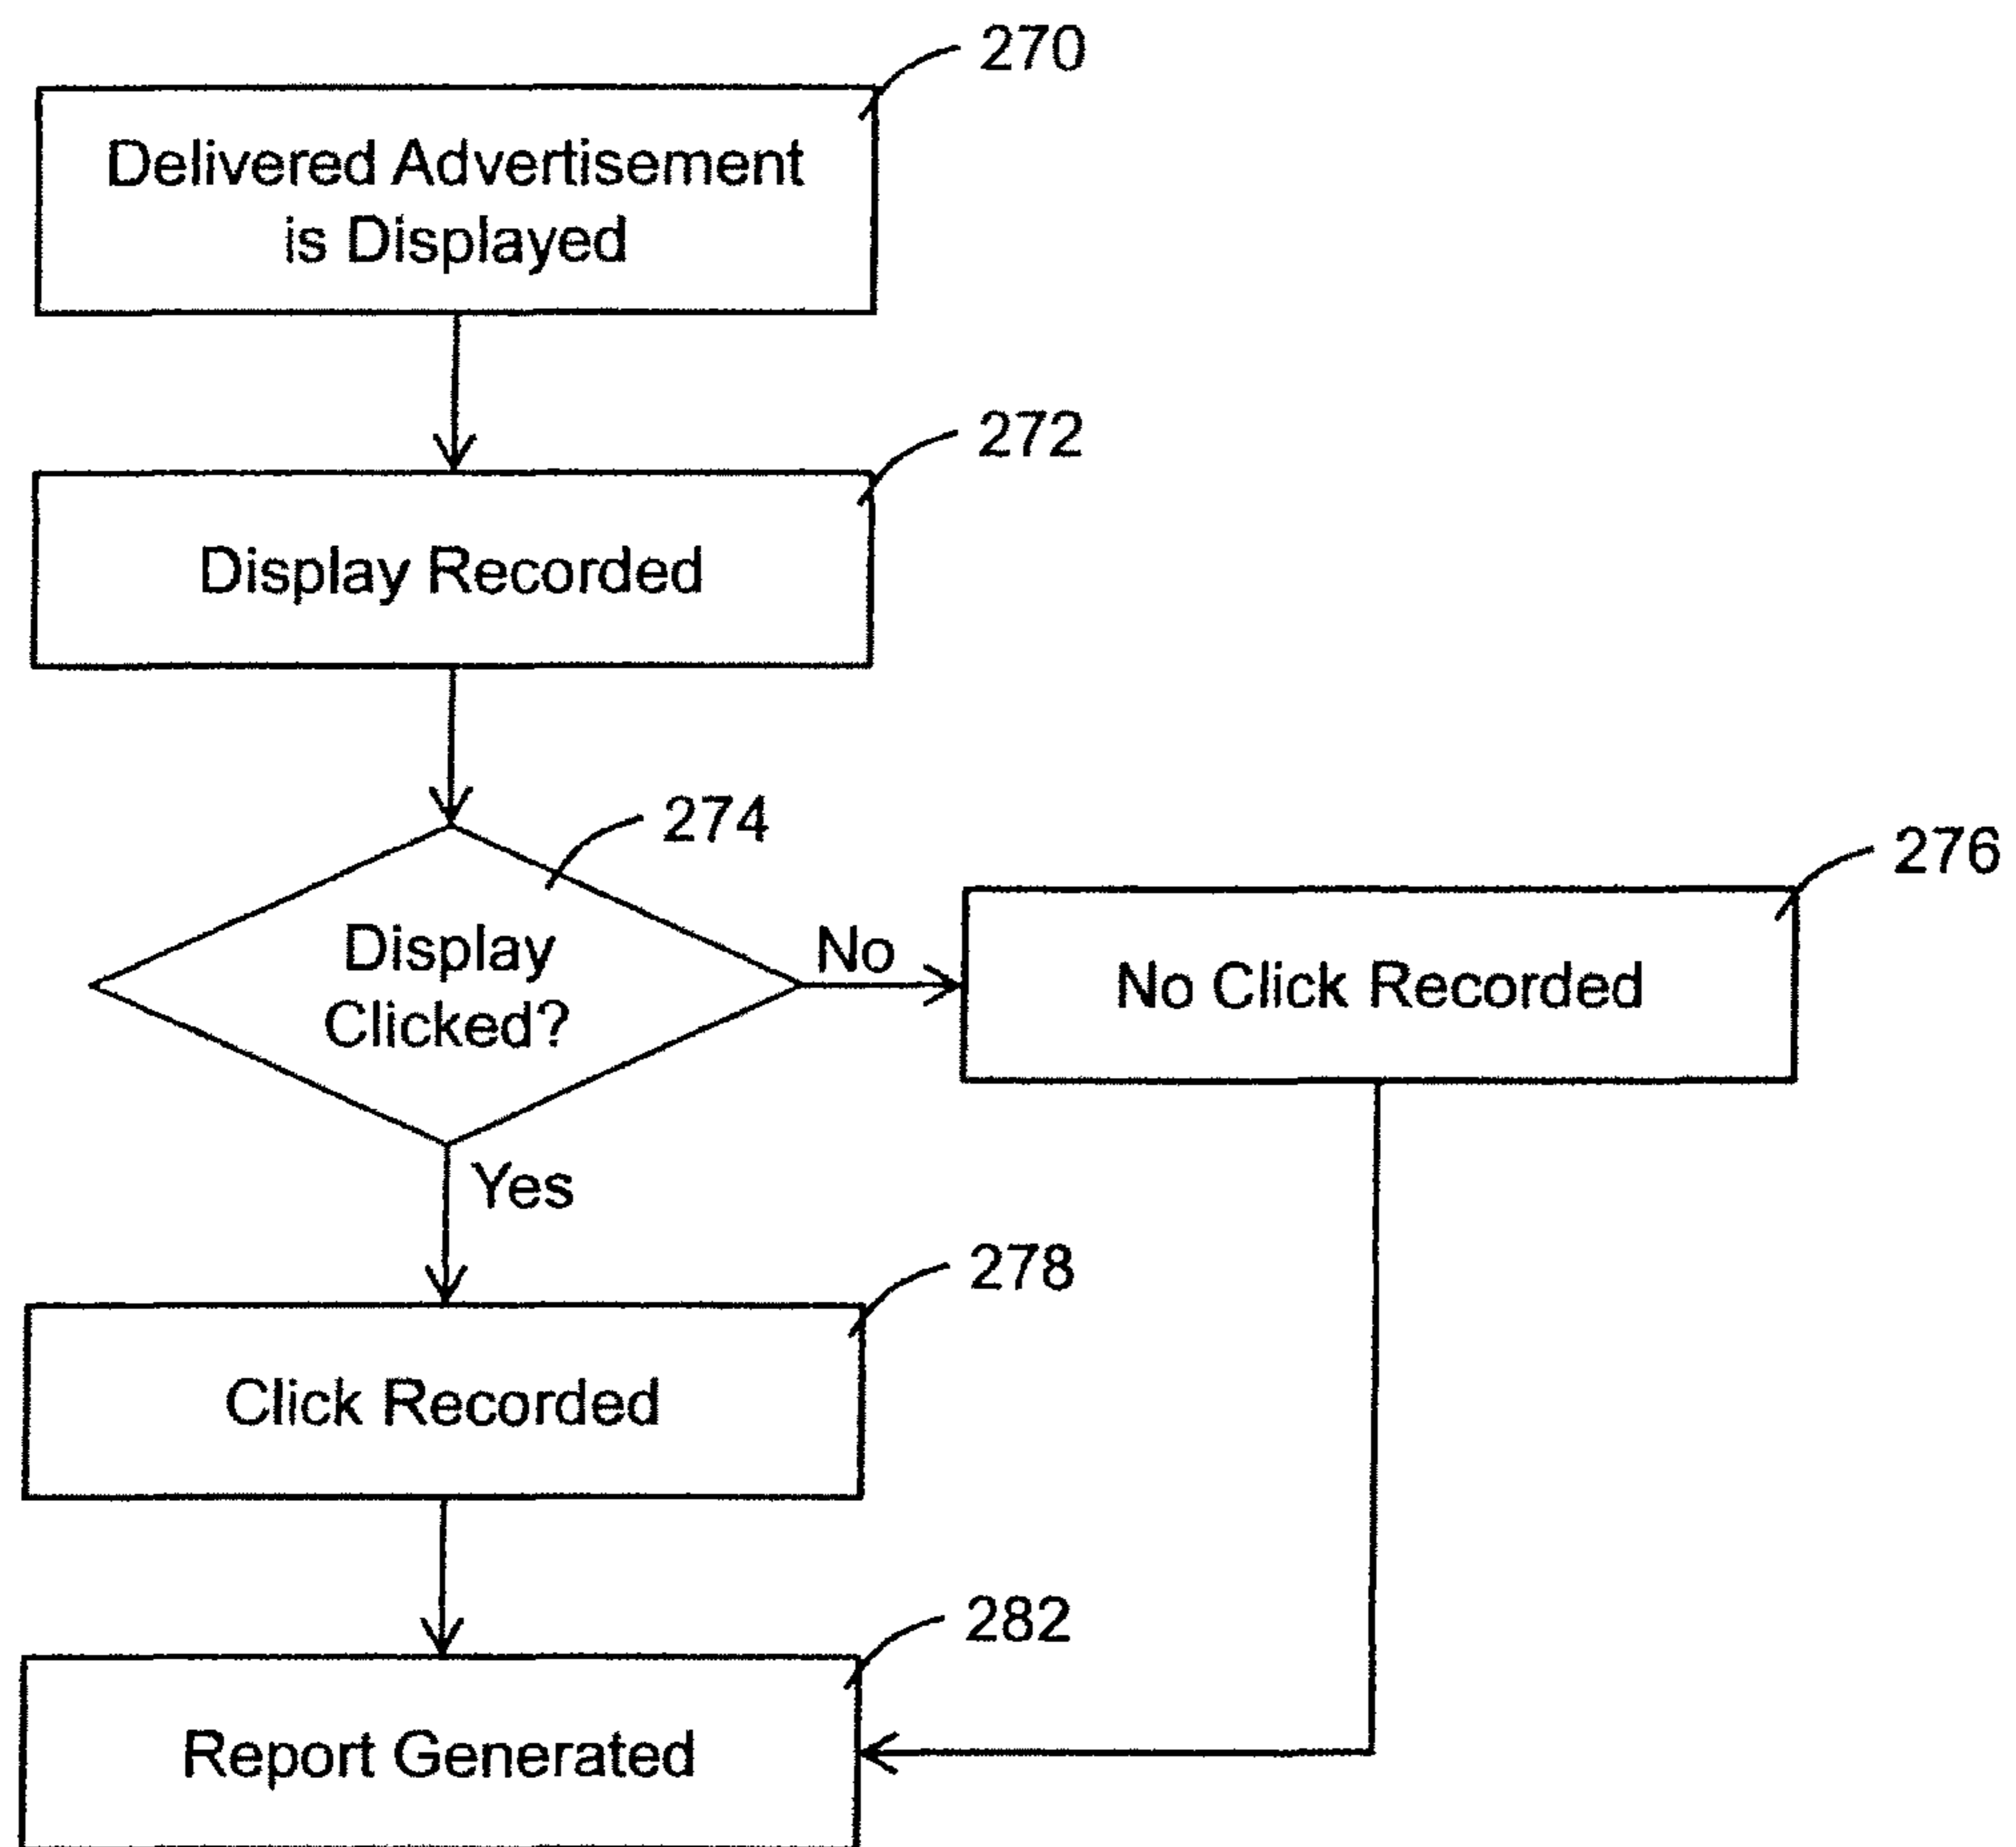 270
Delivered Advertisement
is Displayed
272
Display Recorded
274
Display
Clicked?
No
276
No Click Recorded
Yes
278
Click Recorded
282
Report Generated